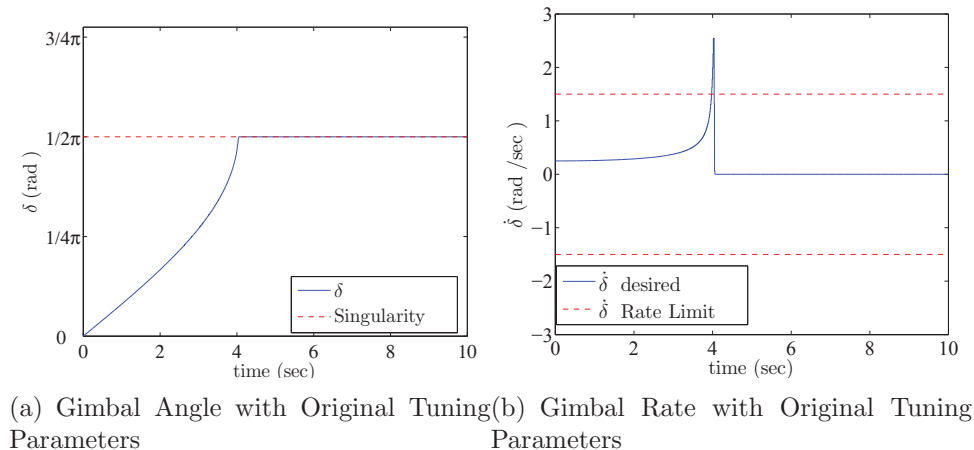 3/4π
1/2π
1/4π
0
δ (rad )
0 2 4 6 8 10
time (sec)
δ
Singularity
3
2
1
0
−1
−2
−3
δ̇ (rad /sec )
0 2 4 6 8 10
time (sec)
δ̇ desired
δ̇ Rate Limit
(a) Gimbal Angle with Original Tuning
Parameters
(b) Gimbal Rate with Original Tuning
Parameters